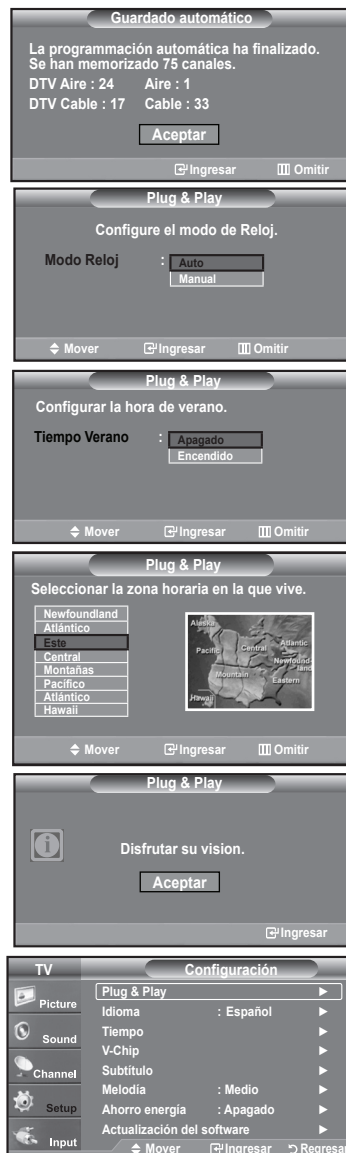 Guardado automático
La programmación automática ha finalizado.
Se han memorizado 75 canales.
DTV Aire : 24 Aire : 1
DTV Cable : 17 Cable : 33
Aceptar
Ingresar Omitir
Plug & Play
Configure el modo de Reloj.
Modo Reloj : Auto
Manual
Mover Ingresar Omitir
Plug & Play
Configurar la hora de verano.
Tiempo Verano : Apagado
Encendido
Mover Ingresar Omitir
Plug & Play
Seleccionar la zona horaria en la que vive.
Newfoundland
Atlántico
Este
Central
Montañas
Pacífico
Atlántico
Hawaii
Alaska
Pacific
Mountain
Central
Atlantic
Newfound-
land
Eastern
Hawaii
Mover Ingresar Omitir
Plug & Play
Disfrutar su vision.
Aceptar
Ingresar
TV Configuración
Picture
Sound
Channel
Setup
Input
Plug & Play
Idioma : Español
Tiempo
V-Chip
Subtítulo
Melodía : Medio
Ahorro energía : Apagado
Actualización del software
Mover Ingresar Regresar